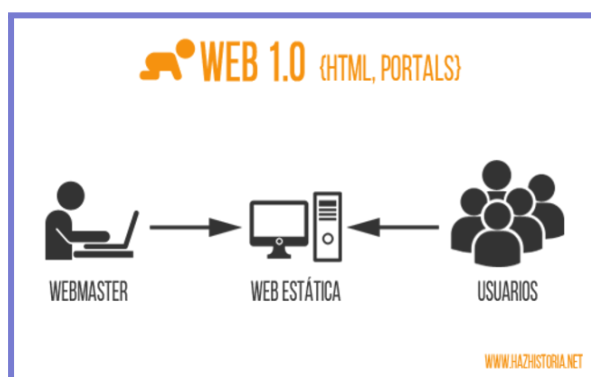 WEB 1.0 {HTML, PORTALS}
WEBMASTER WEB ESTÁTICA USUARIOS
WWW.HAZHISTORIA.NET